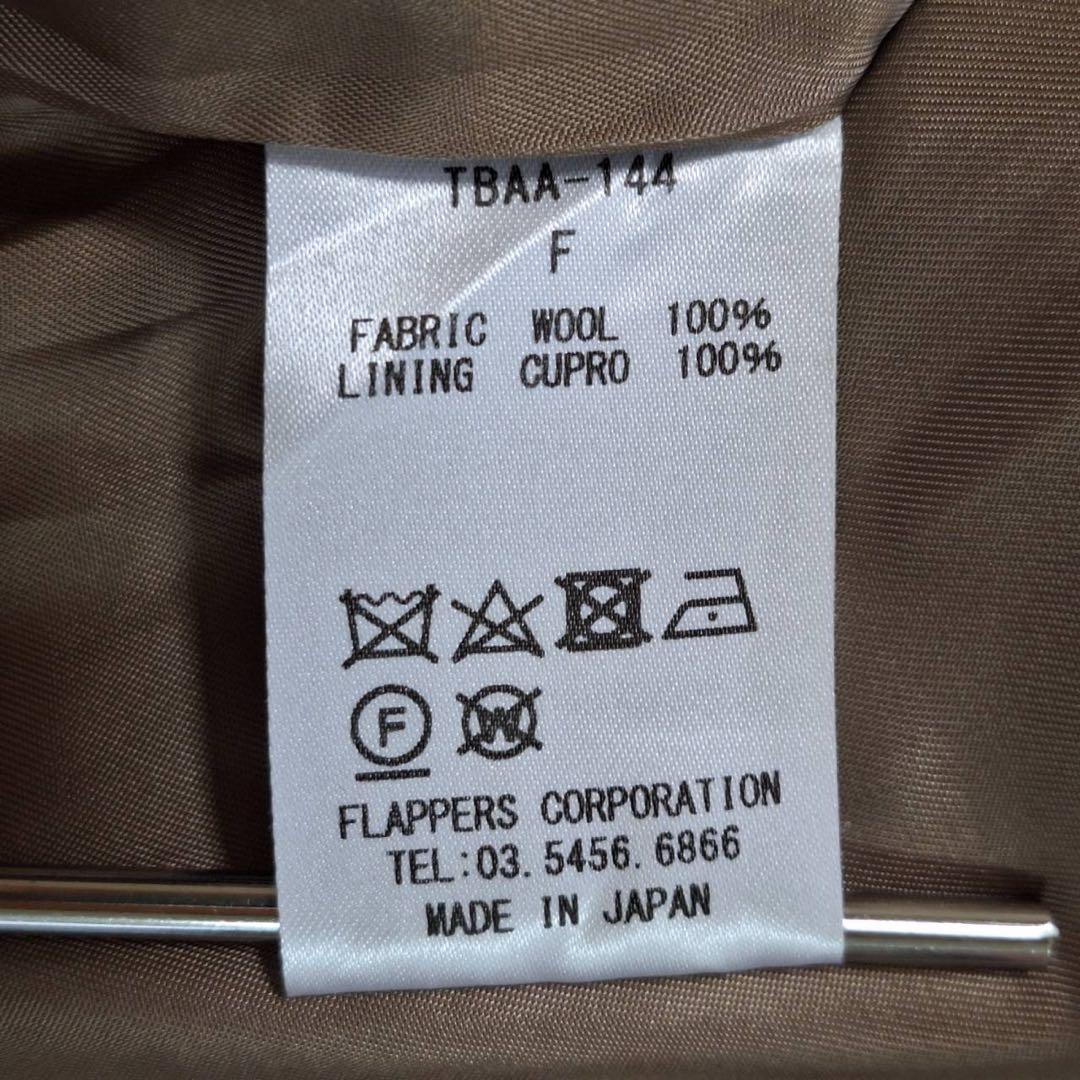 TBAA-144
F
FABRIC WOOL 100%
LINING CUPRO 100%
F W
FLAPPERS CORPORATION
TEL:03.5456.6866
MADE IN JAPAN